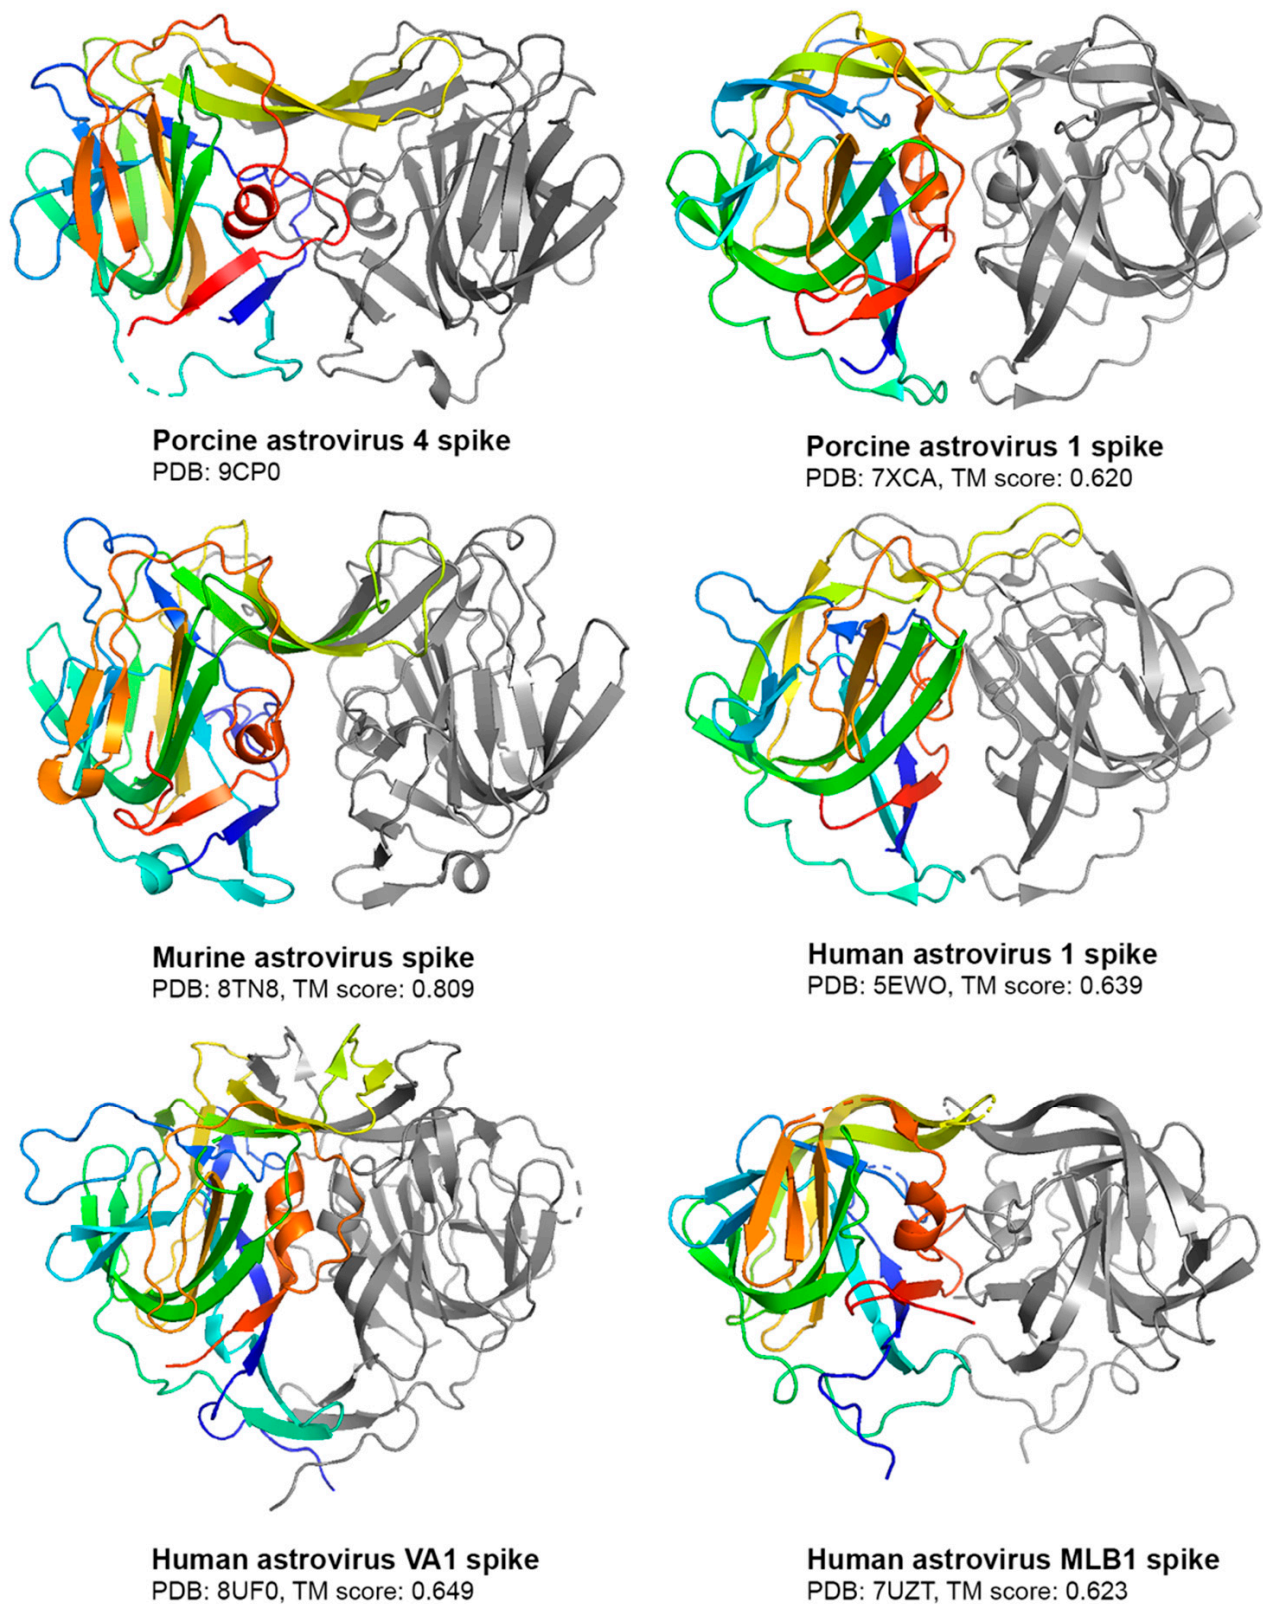 Porcine astrovirus 4 spike
PDB: 9CP0
Porcine astrovirus 1 spike
PDB: 7XCA, TM score: 0.620
Murine astrovirus spike
PDB: 8TN8, TM score: 0.809
Human astrovirus 1 spike
PDB: 5EWO, TM score: 0.639
Human astrovirus VA1 spike
PDB: 8UF0, TM score: 0.649
Human astrovirus MLB1 spike
PDB: 7UZT, TM score: 0.623